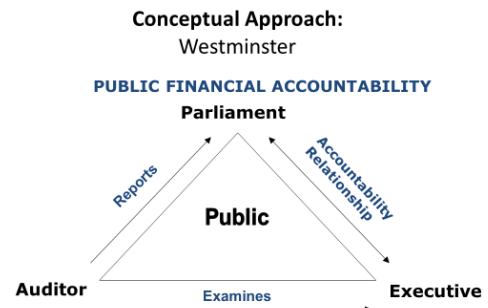 Conceptual Approach:
Westminster
PUBLIC FINANCIAL ACCOUNTABILITY
Parliament
Reports
Accountability
Relationship
Public
Auditor
Examines
Executive